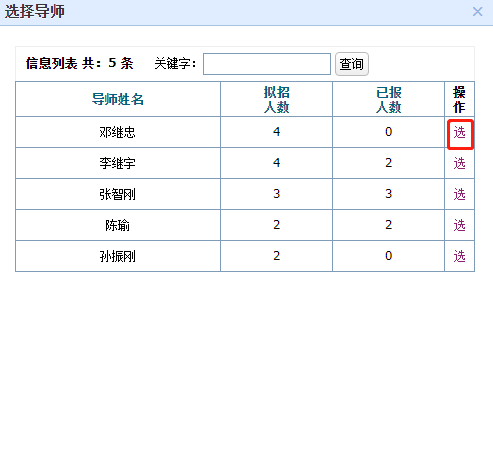 选择导师
信息列表 共：5 条 关键字： 查询
导师姓名 拟招人数 已报人数 操作
邓继忠 4 0 选
李继宇 4 2 选
张智刚 3 3 选
陈瑜 2 2 选
孙振刚 2 0 选